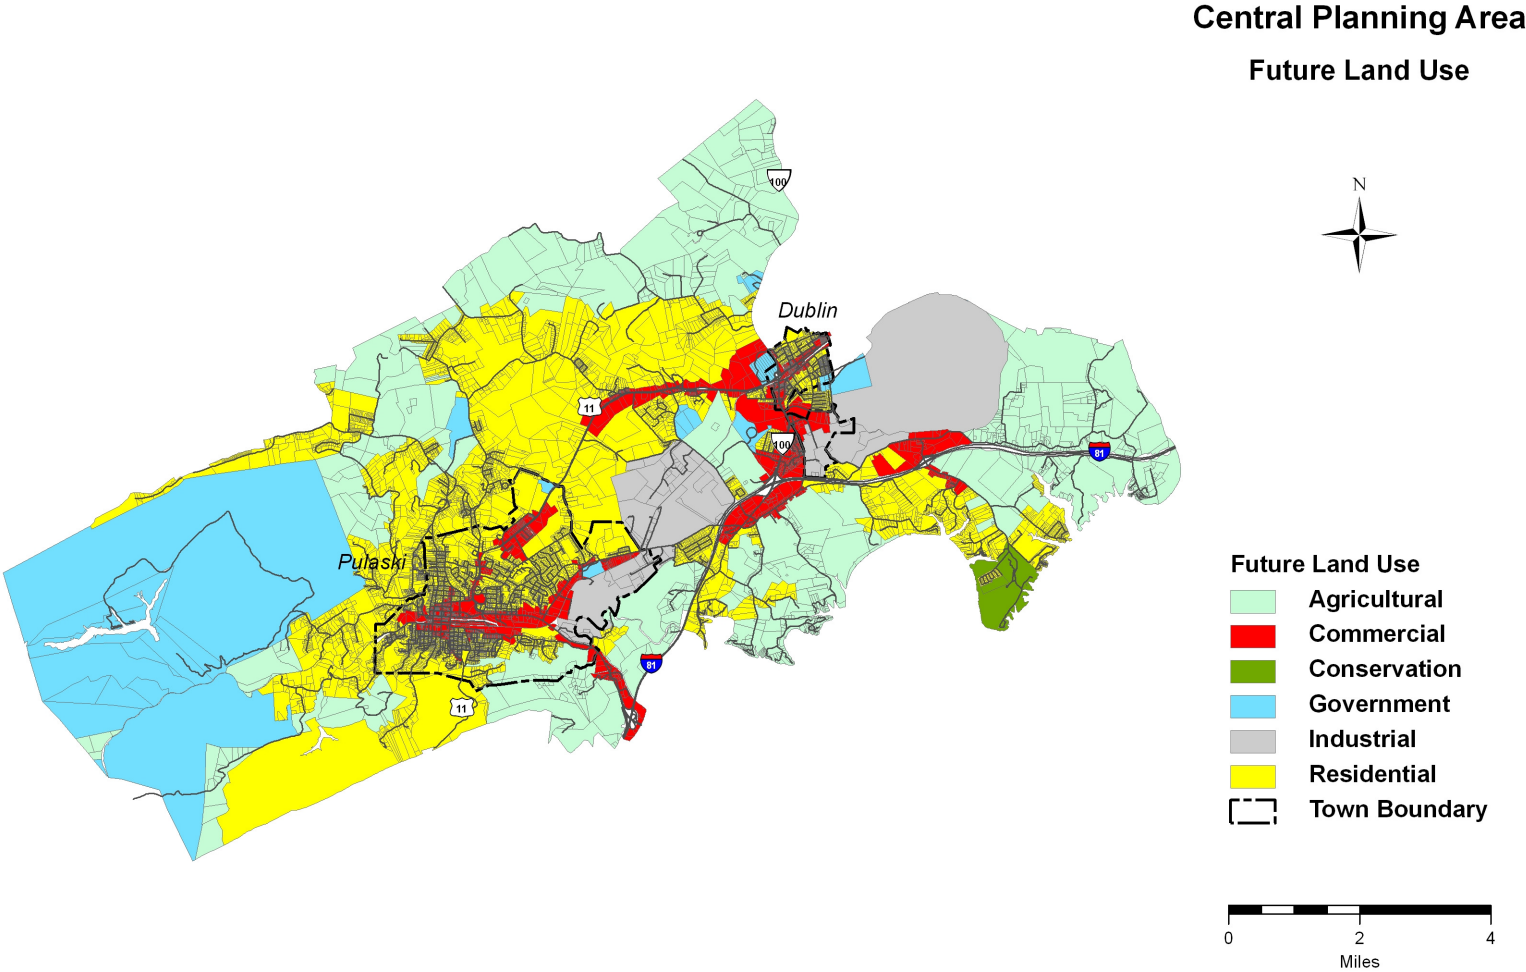 Central Planning Area
Future Land Use
N
100
Dublin
11
100
81
Pulaski
81
11
Future Land Use
Agricultural
Commercial
Conservation
Government
Industrial
Residential
Town Boundary
0 2 4
Miles